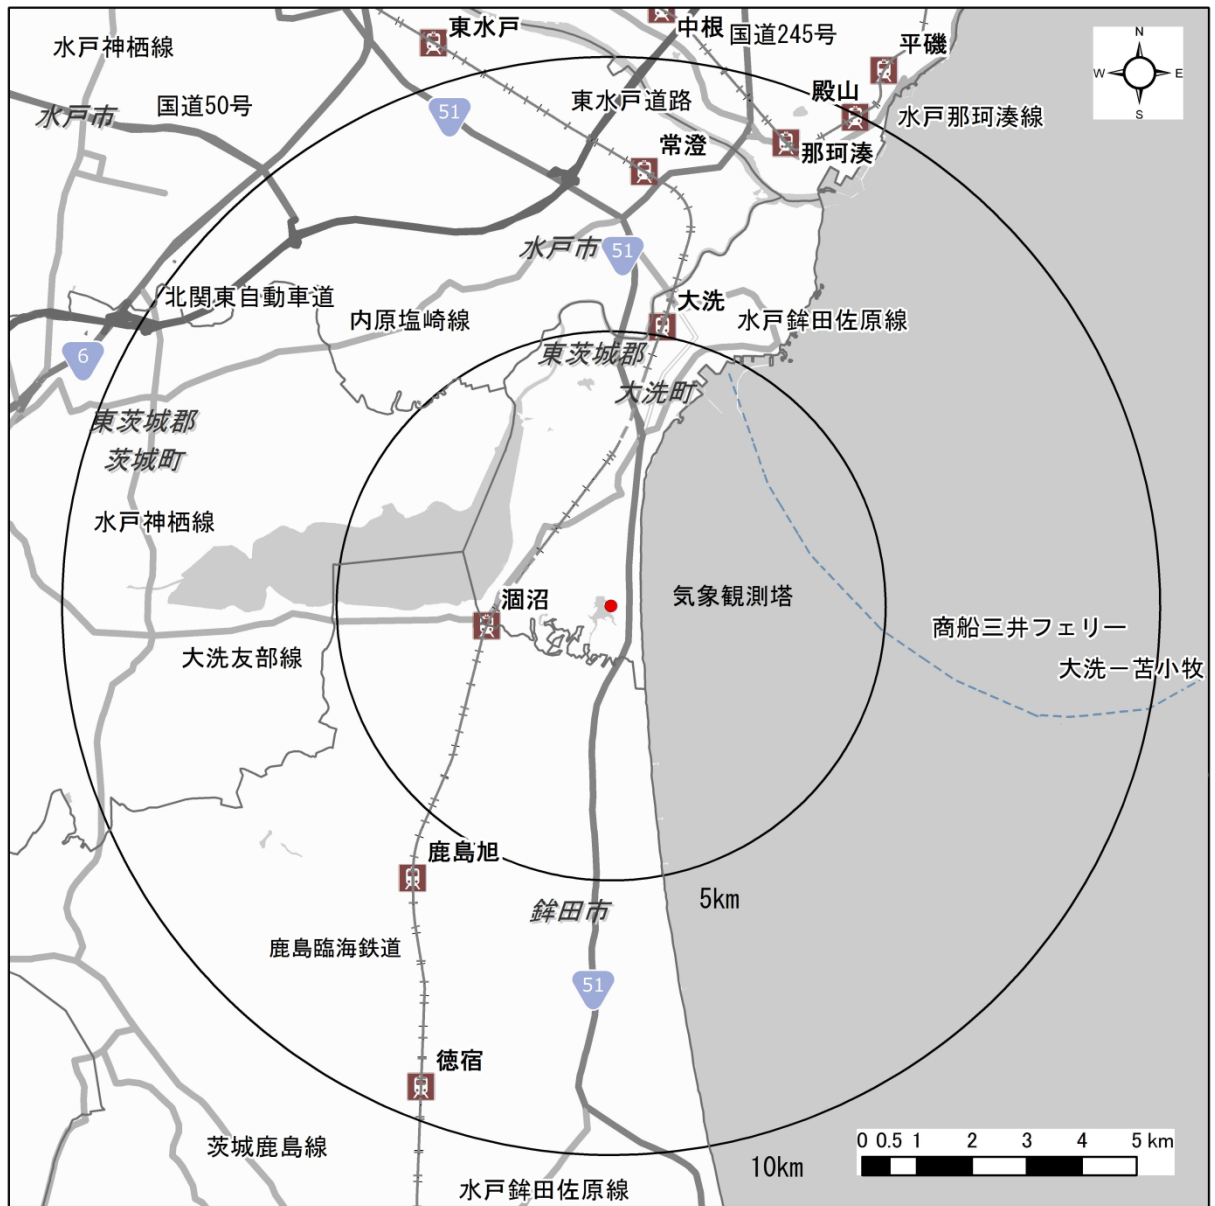 東水戸
中根
国道245号
平磯
水戸神栖線
N
W
E
S
殿山
国道50号
51
東水戸道路
水戸市
水戸那珂湊線
常澄
那珂湊
水戸市
51
北関東自動車道
大洗
内原塩崎線
水戸鉾田佐原線
6
東茨城郡
大洗町
東茨城郡
茨城町
水戸神栖線
涸沼
気象観測塔
商船三井フェリー
大洗友部線
大洗－苫小牧
鹿島旭
5km
鉾田市
鹿島臨海鉄道
51
徳宿
茨城鹿島線
0 0.5 1 2 3 4 5 km
10km
水戸鉾田佐原線